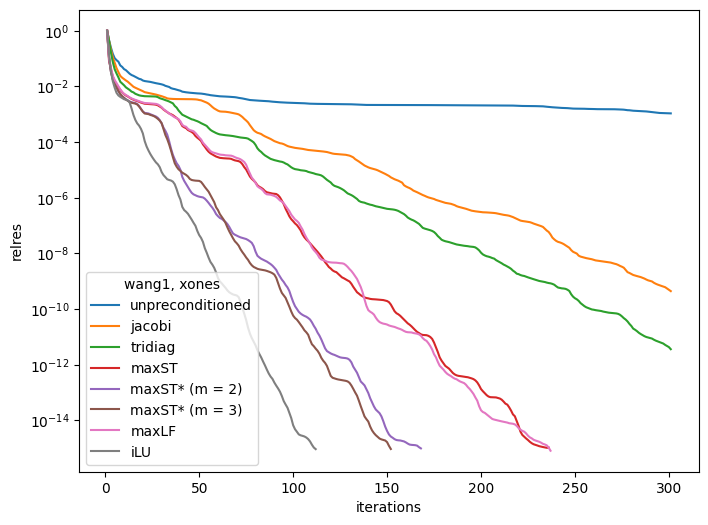 10^0
10^-2
10^-4
10^-6
10^-8
10^-10
10^-12
10^-14
relres
wang1, xones
unpreconditioned
jacobi
tridiag
maxST
maxST* (m = 2)
maxST* (m = 3)
maxLF
iLU
0 50 100 150 200 250 300
iterations